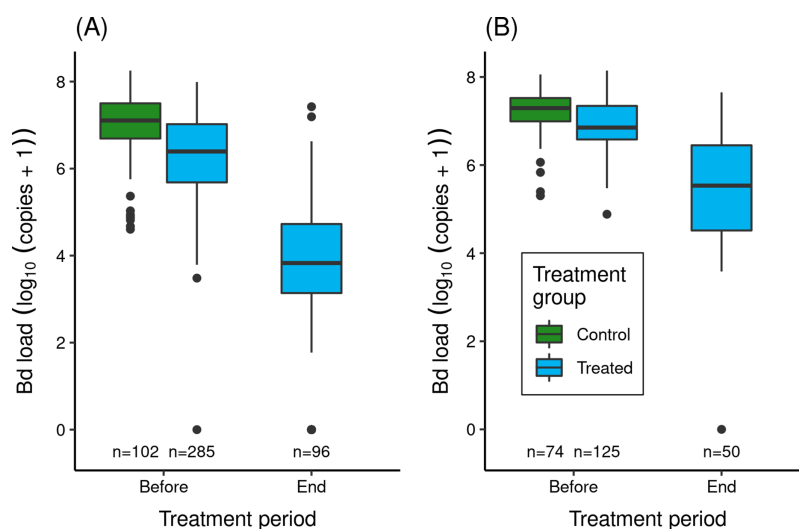 (A)
Bd load (log10 (copies + 1))
8
6
4
2
0
n=102 n=285 n=96
Before End
Treatment period
(B)
Bd load (log10 (copies + 1))
8
6
4
2
0
Treatment
group
Control
Treated
n=74 n=125 n=50
Before End
Treatment period